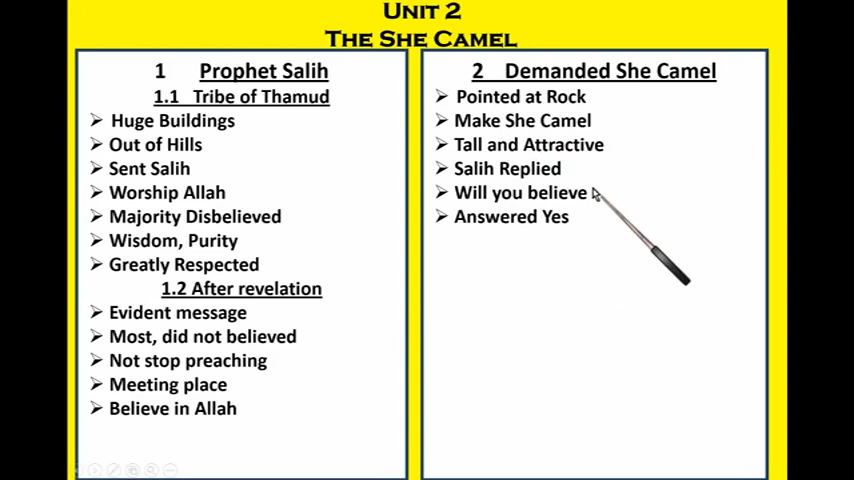 UNIT 2
THE SHE CAMEL
1 Prophet Salih
1.1 Tribe of Thamud
Huge Buildings
Out of Hills
Sent Salih
Worship Allah
Majority Disbelieved
Wisdom, Purity
Greatly Respected
1.2 After revelation
Evident message
Most, did not believed
Not stop preaching
Meeting place
Believe in Allah
2 Demanded She Camel
Pointed at Rock
Make She Camel
Tall and Attractive
Salih Replied
Will you believe
Answered Yes